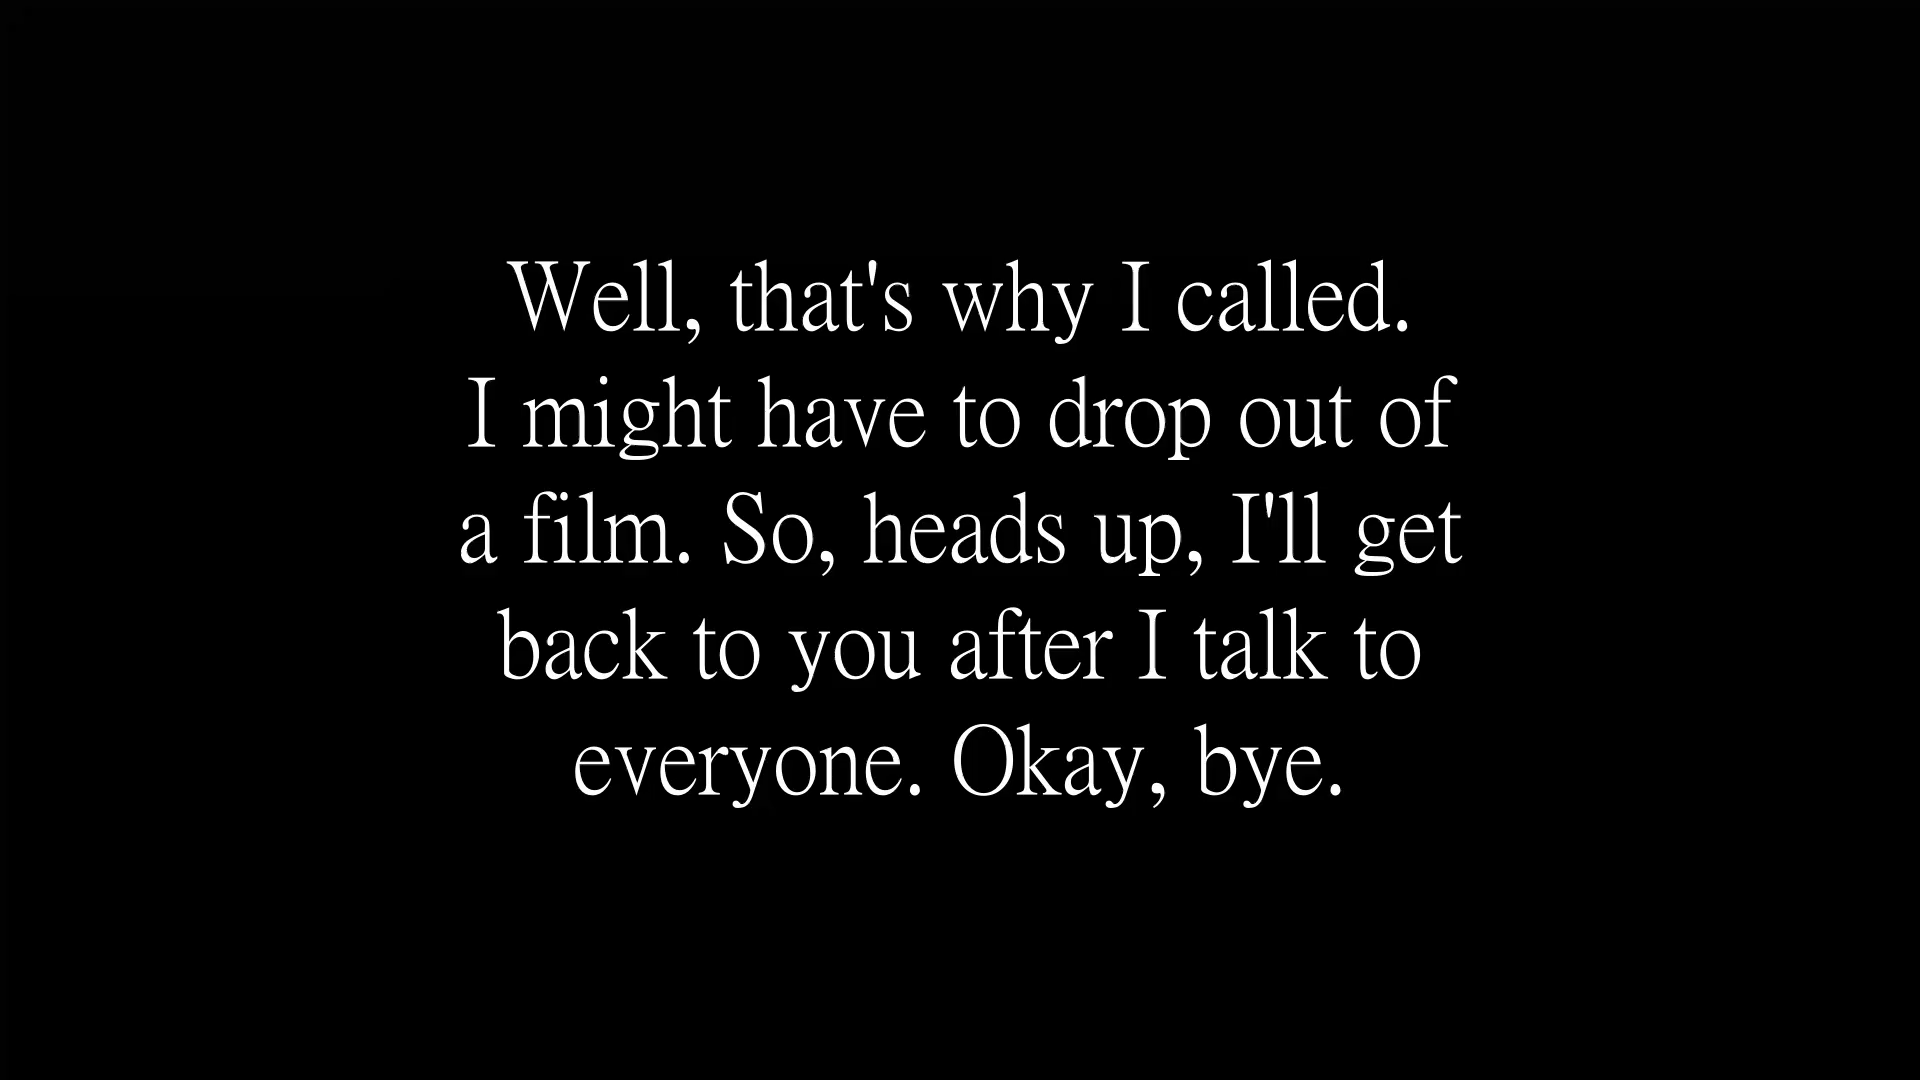 Well, that's why I called.
I might have to drop out of
a film. So, heads up, I'll get
back to you after I talk to
everyone. Okay, bye.